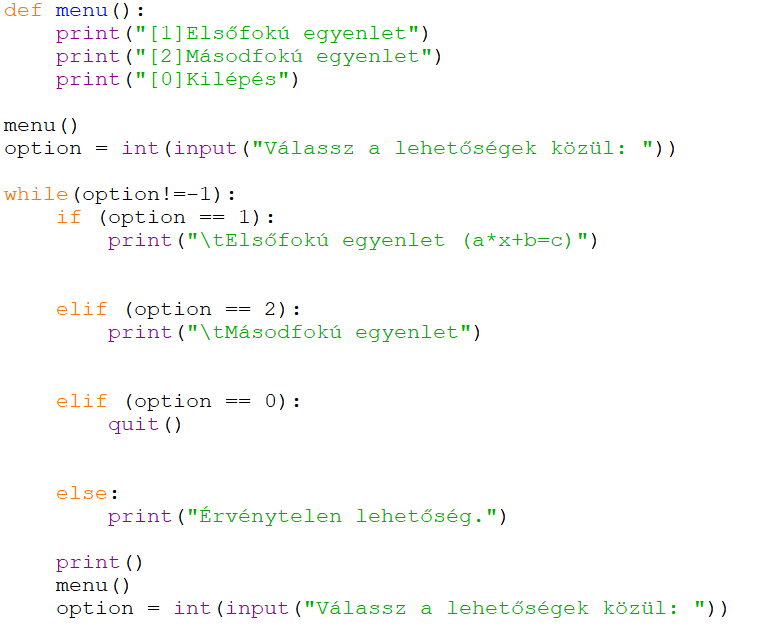 def menu():
    print("[1]Elsőfokú egyenlet")
    print("[2]Másodfokú egyenlet")
    print("[0]Kilépés")
menu()
option = int(input("Válassz a lehetőségek közül: "))
while(option!=-1):
    if (option == 1):
        print("\tElsőfokú egyenlet (a*x+b=c)")
    elif (option == 2):
        print("\tMásodfokú egyenlet")
    elif (option == 0):
        quit()
    else:
        print("Érvénytelen lehetőség.")
    print()
    menu()
    option = int(input("Válassz a lehetőségek közül: "))